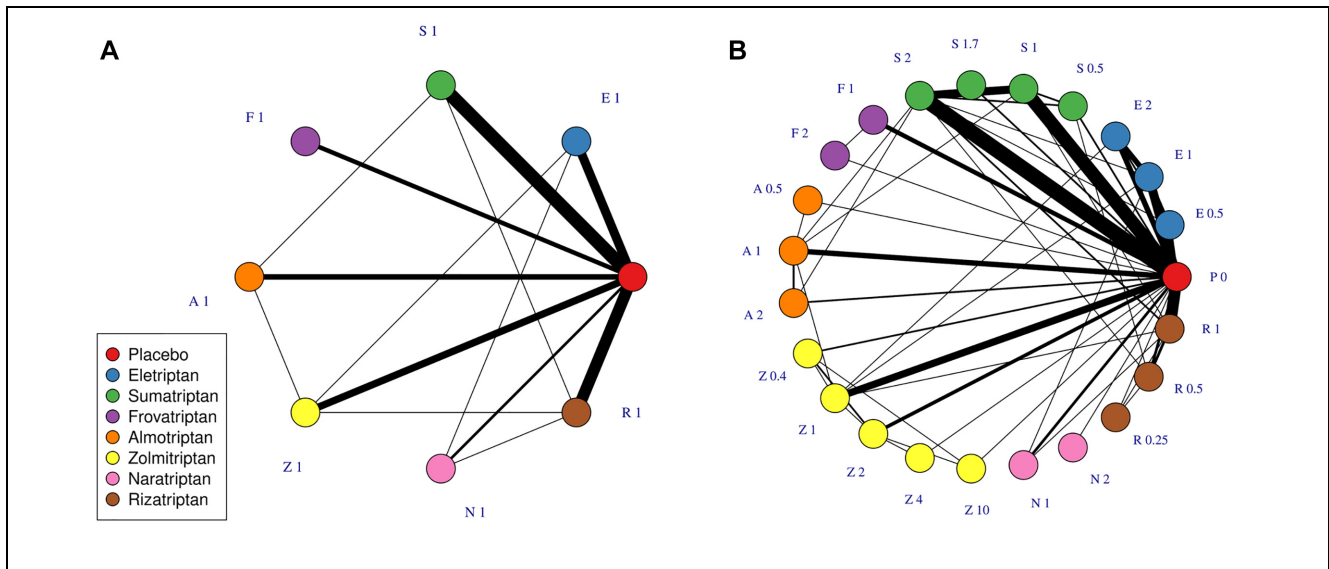 A
S 1
E 1
F 1
A 1
R 1
Z 1
N 1
Placebo
Eletriptan
Sumatriptan
Frovatriptan
Almotriptan
Zolmitriptan
Naratriptan
Rizatriptan
B
S 1.7
S 1
S 2
S 0.5
F 1
E 2
F 2
E 1
A 0.5
E 0.5
A 1
P 0
A 2
R 1
Z 0.4
R 0.5
Z 1
R 0.25
Z 2
N 2
Z 4
N 1
Z 10